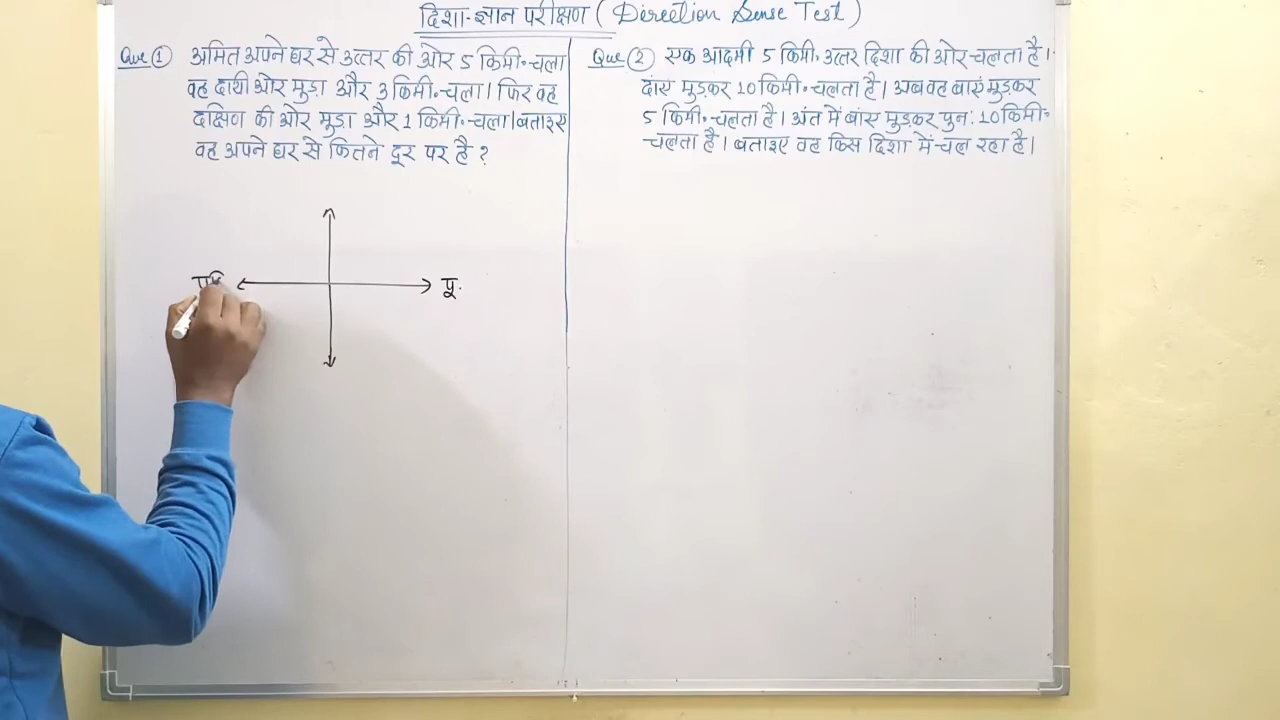 दिशा-ज्ञान परीक्षण ( Direction Sense Test )
Que ① अमित अपने घर से उत्तर की ओर 5 किमी॰ चला
वह दायी ओर मुड़ा और 3 किमी॰ चला। फिर वह
दक्षिण की ओर मुड़ा और 1 किमी॰ चला। बताइए
वह अपने घर से कितने दूर पर है ?
Que ② एक आदमी 5 किमी॰ उत्तर दिशा की ओर चलता है।
दांए मुड़कर 10 किमी॰ चलता है। अब वह बाएं मुड़कर
5 किमी॰ चलता है। अंत में बांए मुड़कर पुन: 10 किमी॰
चलता है। बताइए वह किस दिशा में चल रहा है।
पू.